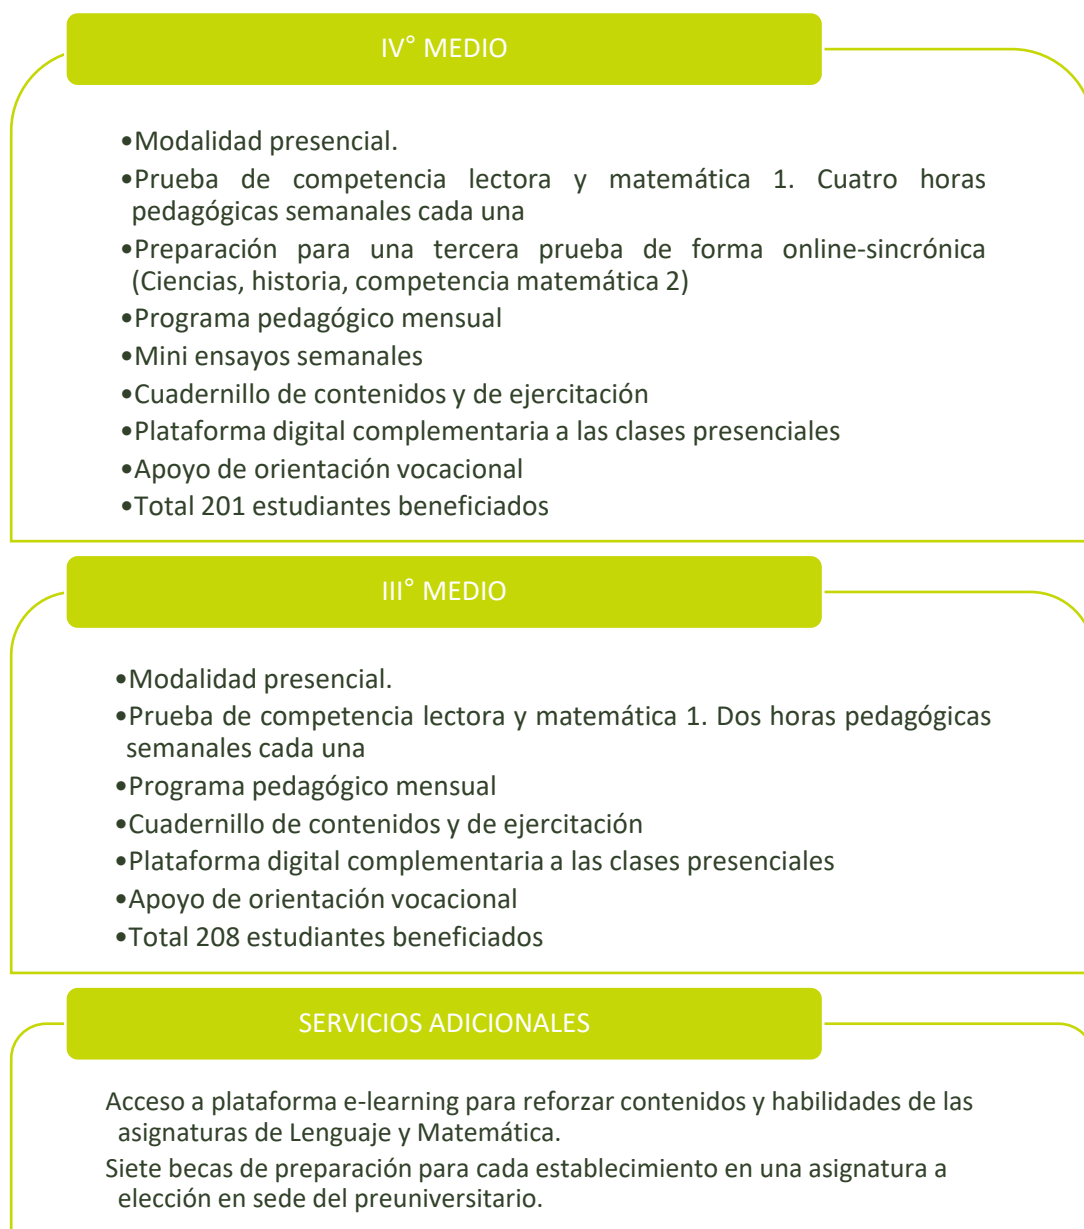 IV° MEDIO
•Modalidad presencial.
•Prueba de competencia lectora y matemática 1. Cuatro horas
pedagógicas semanales cada una
•Preparación para una tercera prueba de forma online-sincrónica
(Ciencias, historia, competencia matemática 2)
•Programa pedagógico mensual
•Mini ensayos semanales
•Cuadernillo de contenidos y de ejercitación
•Plataforma digital complementaria a las clases presenciales
•Apoyo de orientación vocacional
•Total 201 estudiantes beneficiados
III° MEDIO
•Modalidad presencial.
•Prueba de competencia lectora y matemática 1. Dos horas pedagógicas
semanales cada una
•Programa pedagógico mensual
•Cuadernillo de contenidos y de ejercitación
•Plataforma digital complementaria a las clases presenciales
•Apoyo de orientación vocacional
•Total 208 estudiantes beneficiados
SERVICIOS ADICIONALES
Acceso a plataforma e-learning para reforzar contenidos y habilidades de las
asignaturas de Lenguaje y Matemática.
Siete becas de preparación para cada establecimiento en una asignatura a
elección en sede del preuniversitario.